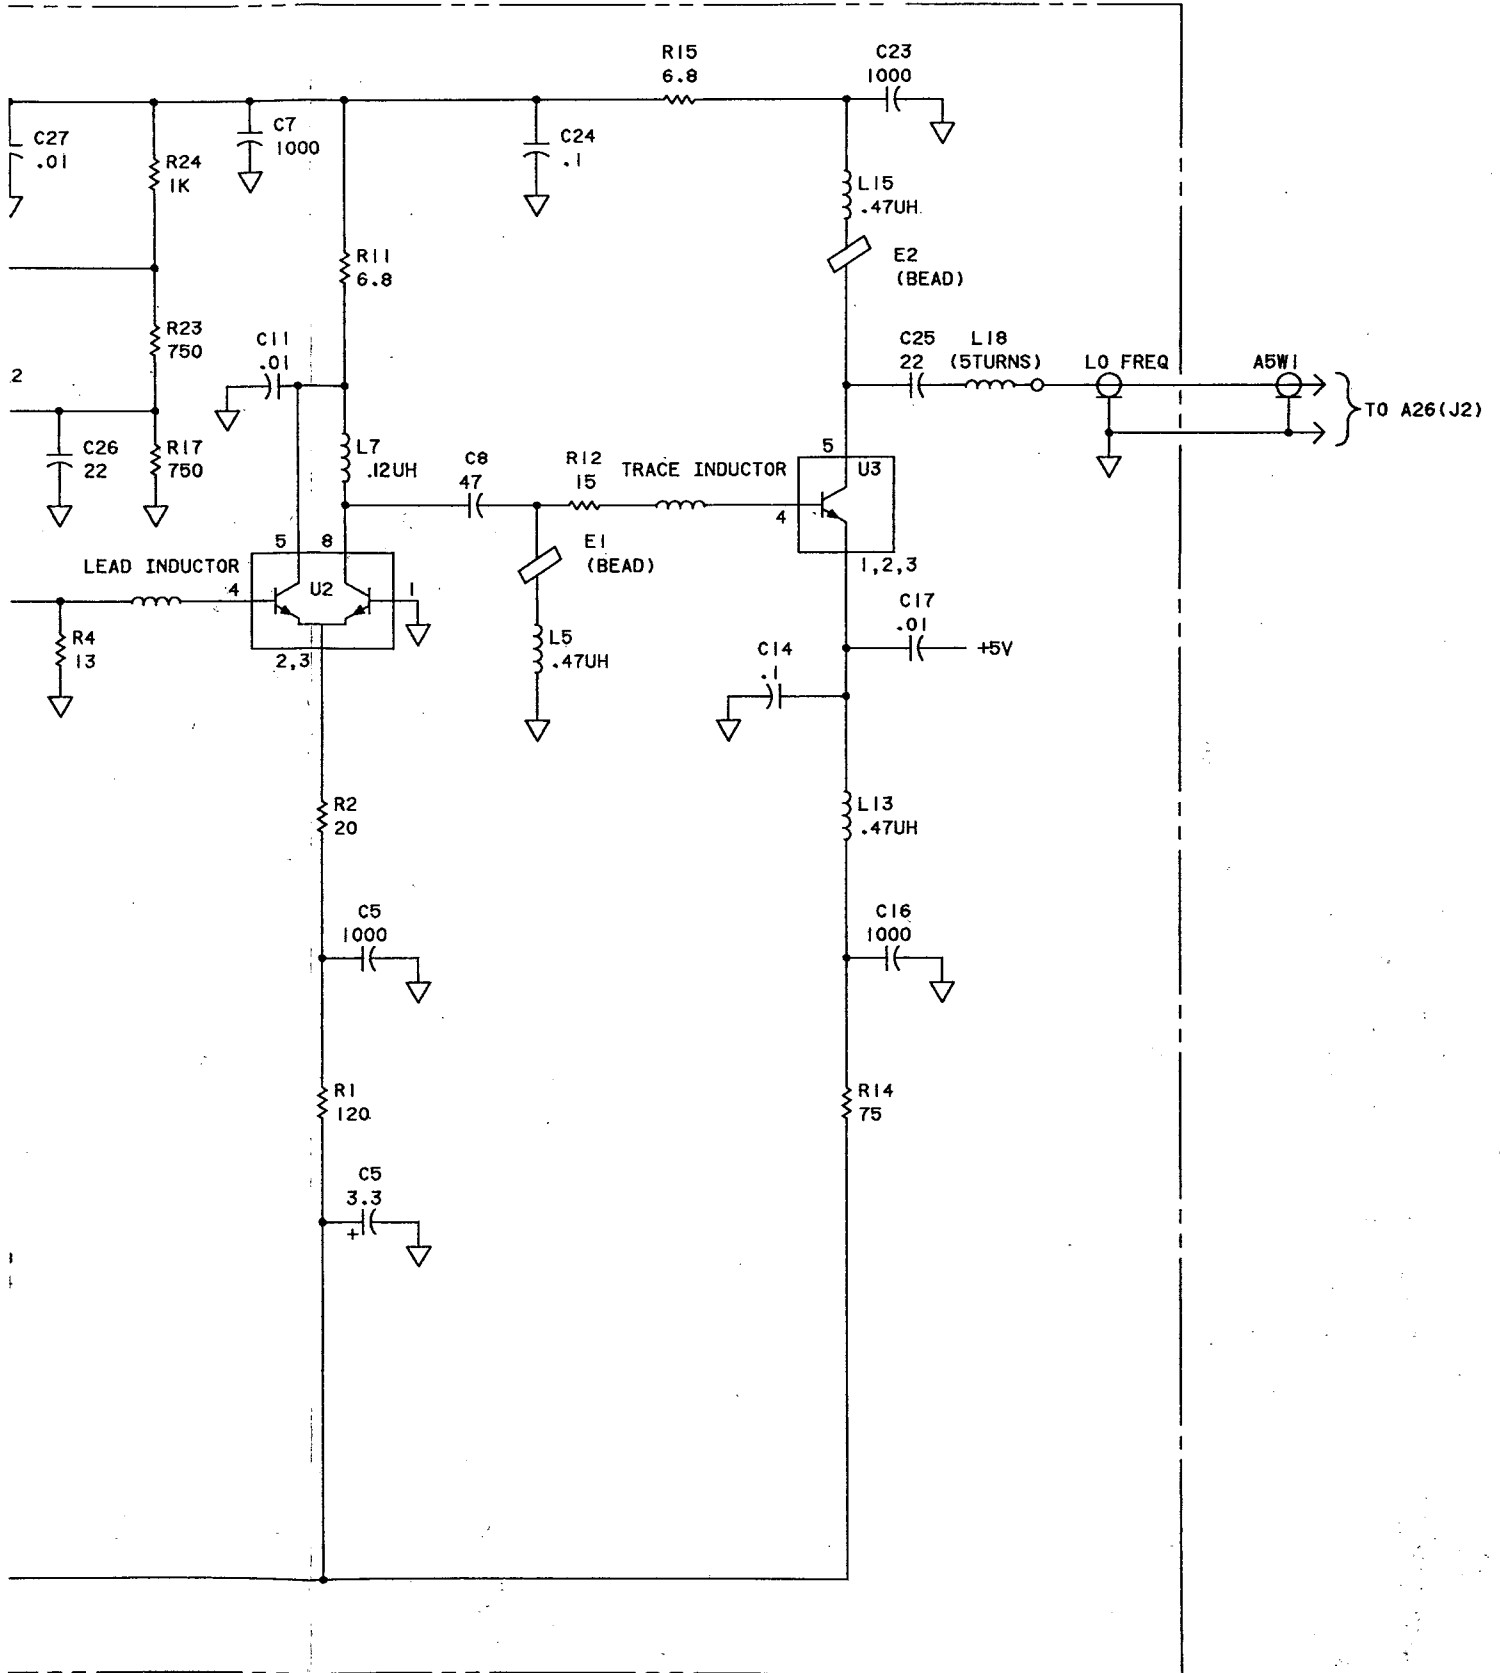 R15
6.8
C23
1000
C27
.01
R24
1K
C7
1000
C24
.1
L15
.47UH
R11
6.8
E2
(BEAD)
R23
750
C11
.01
C25
22
L18
(5TURNS)
LO FREQ
A5W1
TO A26(J2)
2
C26
22
R17
750
L7
.12UH
C8
47
R12
15
TRACE INDUCTOR
5
U3
4
1,2,3
LEAD INDUCTOR
5
8
4
U2
1
2,3
E1
(BEAD)
R4
13
L5
.47UH
C17
.01
+5V
C14
.1
R2
20
L13
.47UH
C5
1000
C16
1000
R1
120
R14
75
C5
3.3
+